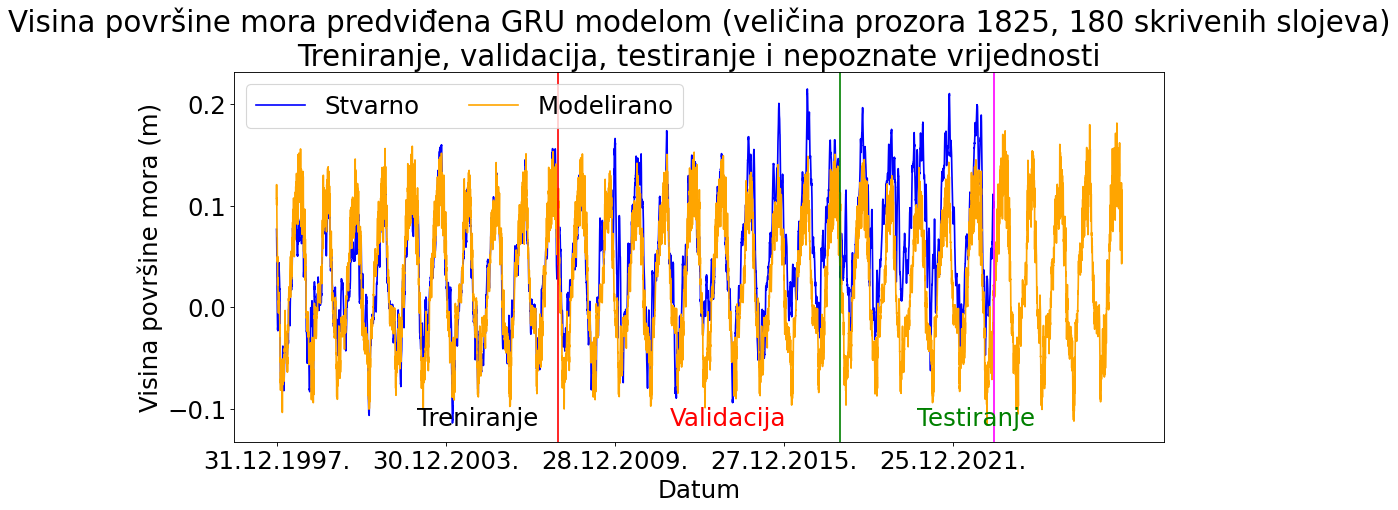 Visina površine mora predviđena GRU modelom (veličina prozora 1825, 180 skrivenih slojeva)
Treniranje, validacija, testiranje i nepoznate vrijednosti
Stvarno Modelirano
Visina površine mora (m)
0.2
0.1
0.0
−0.1
Treniranje Validacija Testiranje
31.12.1997. 30.12.2003. 28.12.2009. 27.12.2015. 25.12.2021.
Datum